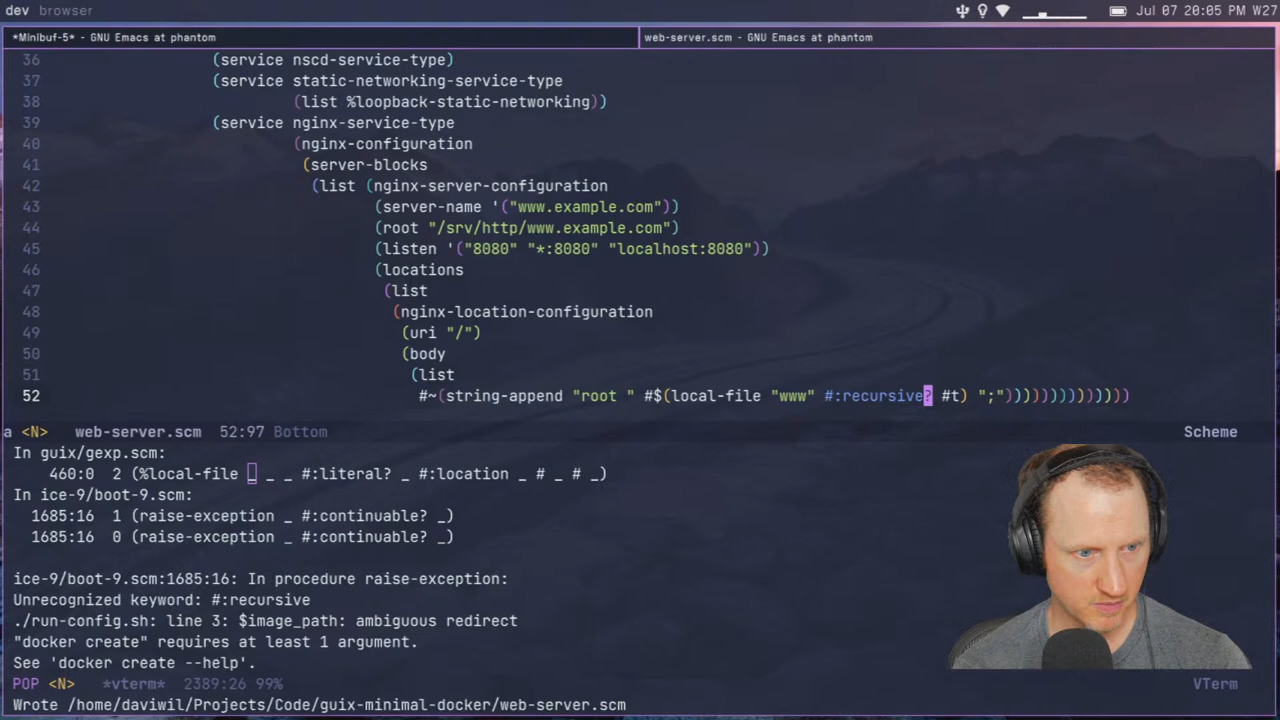 dev browser
Jul 07 20:05 PM W27
*Minibuf-5* - GNU Emacs at phantom
web-server.scm - GNU Emacs at phantom
36 (service nscd-service-type)
37 (service static-networking-service-type
38 (list %loopback-static-networking))
39 (service nginx-service-type
40 (nginx-configuration
41 (server-blocks
42 (list (nginx-server-configuration
43 (server-name '("www.example.com"))
44 (root "/srv/http/www.example.com")
45 (listen '("8080" "*:8080" "localhost:8080"))
46 (locations
47 (list
48 (nginx-location-configuration
49 (uri "/")
50 (body
51 (list
52 #~(string-append "root " #$(local-file "www" #:recursive? #t) ";"))))))))))))))
a <N> web-server.scm 52:97 Bottom Scheme
In guix/gexp.scm:
460:0 2 (%local-file _ _ _ #:literal? _ #:location _ # _ # _)
In ice-9/boot-9.scm:
1685:16 1 (raise-exception _ #:continuable? _)
1685:16 0 (raise-exception _ #:continuable? _)
ice-9/boot-9.scm:1685:16: In procedure raise-exception:
Unrecognized keyword: #:recursive
./run-config.sh: line 3: $image_path: ambiguous redirect
"docker create" requires at least 1 argument.
See 'docker create --help'.
POP <N> *vterm* 2389:26 99% VTerm
Wrote /home/daviwil/Projects/Code/guix-minimal-docker/web-server.scm